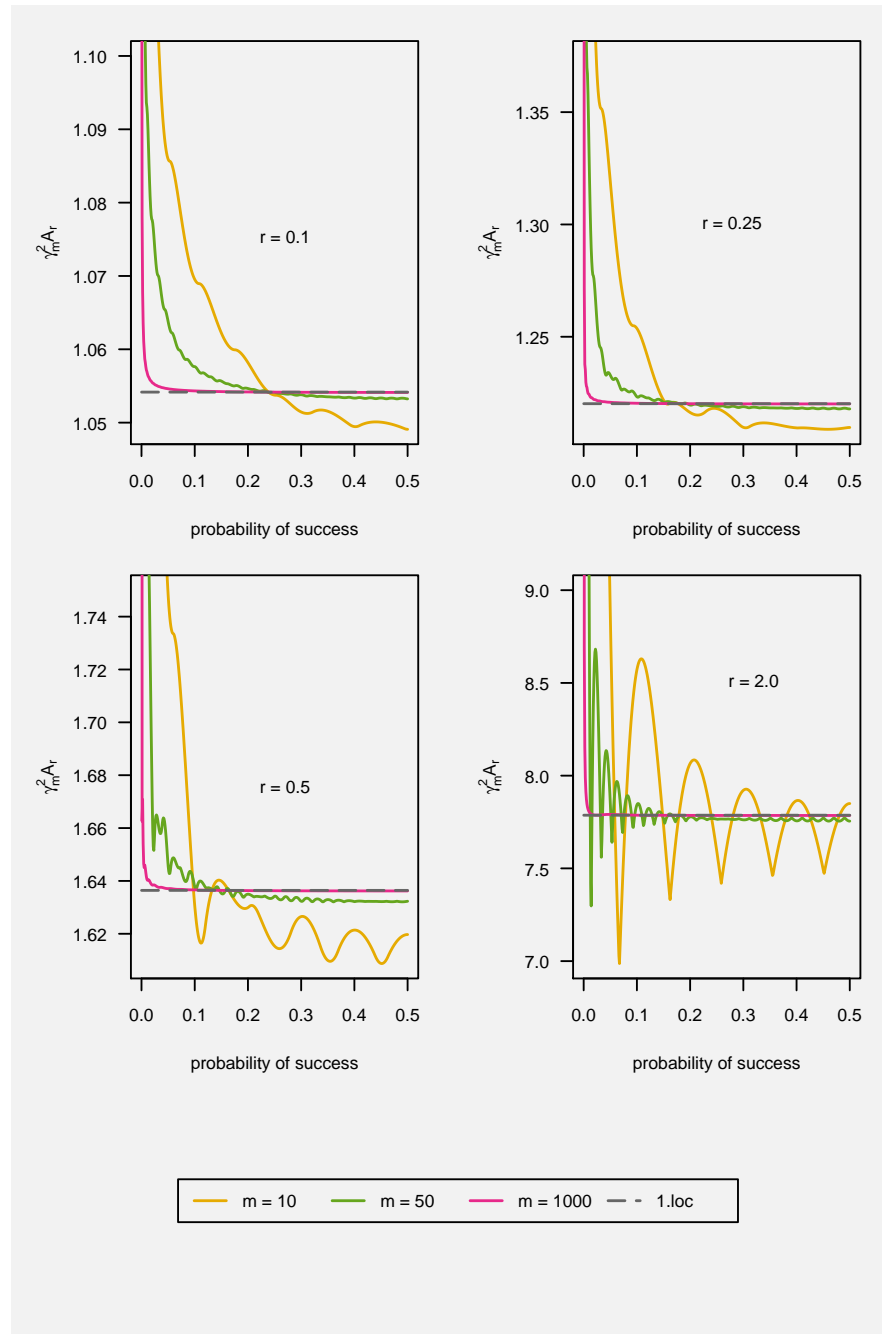 1.10
1.09
1.08
1.07
1.06
1.05
γ²ₘAᵣ
r = 0.1
0.0 0.1 0.2 0.3 0.4 0.5
probability of success
1.35
1.30
1.25
γ²ₘAᵣ
r = 0.25
0.0 0.1 0.2 0.3 0.4 0.5
probability of success
1.74
1.72
1.70
1.68
1.66
1.64
1.62
γ²ₘAᵣ
r = 0.5
0.0 0.1 0.2 0.3 0.4 0.5
probability of success
9.0
8.5
8.0
7.5
7.0
γ²ₘAᵣ
r = 2.0
0.0 0.1 0.2 0.3 0.4 0.5
probability of success
m = 10 m = 50 m = 1000 1.loc